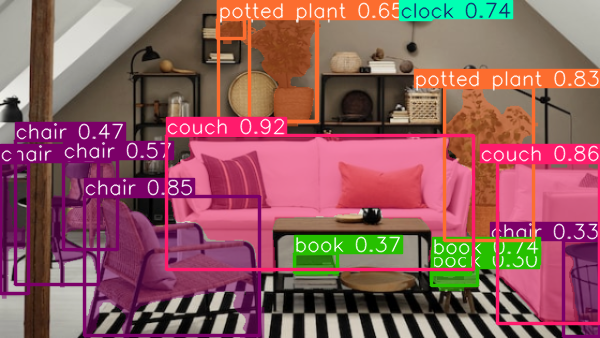 potted plant 0.65
clock 0.74
potted plant 0.83
chair 0.47
couch 0.92
chair 0.57
couch 0.86
chair 0.85
chair 0.33
book 0.37
book 0.74